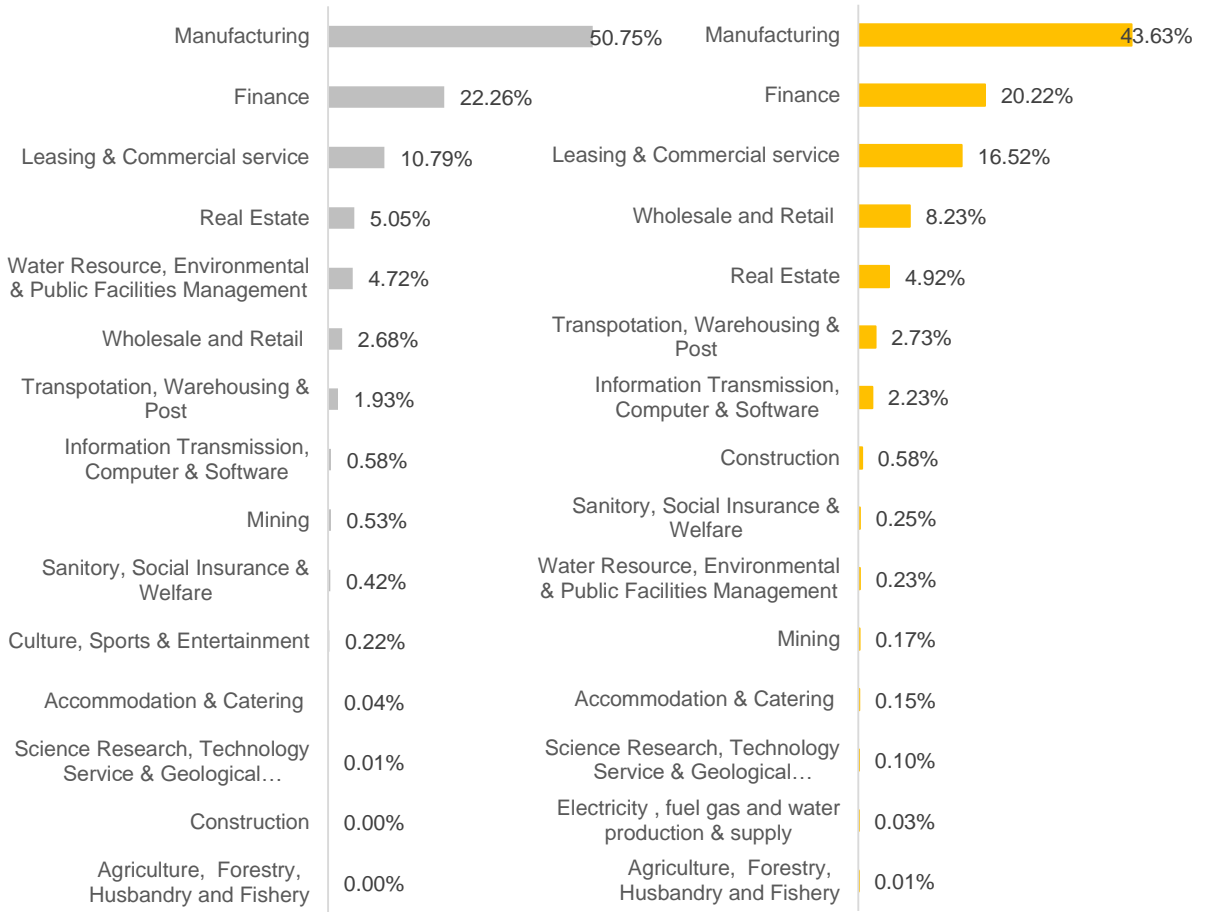 Manufacturing 50.75%
Finance 22.26%
Leasing & Commercial service 10.79%
Real Estate 5.05%
Water Resource, Environmental
& Public Facilities Management 4.72%
Wholesale and Retail 2.68%
Transpotation, Warehousing &
Post 1.93%
Information Transmission,
Computer & Software 0.58%
Mining 0.53%
Sanitory, Social Insurance &
Welfare 0.42%
Culture, Sports & Entertainment 0.22%
Accommodation & Catering 0.04%
Science Research, Technology
Service & Geological… 0.01%
Construction 0.00%
Agriculture, Forestry,
Husbandry and Fishery 0.00%
Manufacturing 43.63%
Finance 20.22%
Leasing & Commercial service 16.52%
Wholesale and Retail 8.23%
Real Estate 4.92%
Transpotation, Warehousing &
Post 2.73%
Information Transmission,
Computer & Software 2.23%
Construction 0.58%
Sanitory, Social Insurance &
Welfare 0.25%
Water Resource, Environmental
& Public Facilities Management 0.23%
Mining 0.17%
Accommodation & Catering 0.15%
Science Research, Technology
Service & Geological… 0.10%
Electricity , fuel gas and water
production & supply 0.03%
Agriculture, Forestry,
Husbandry and Fishery 0.01%